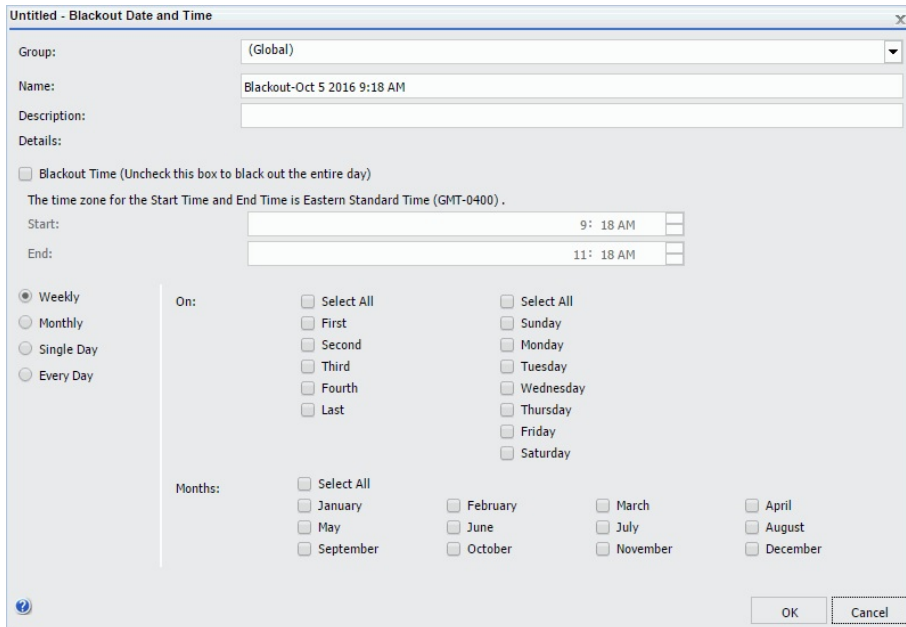 Untitled - Blackout Date and Time
x
Group: (Global)
Name: Blackout-Oct 5 2016 9:18 AM
Description:
Details:
Blackout Time (Uncheck this box to black out the entire day)
The time zone for the Start Time and End Time is Eastern Standard Time (GMT-0400) .
Start: 9: 18 AM
End: 11: 18 AM
Weekly
Monthly
Single Day
Every Day
On:
Select All
First
Second
Third
Fourth
Last
Select All
Sunday
Monday
Tuesday
Wednesday
Thursday
Friday
Saturday
Months:
Select All
January February March April
May June July August
September October November December
?
OK Cancel